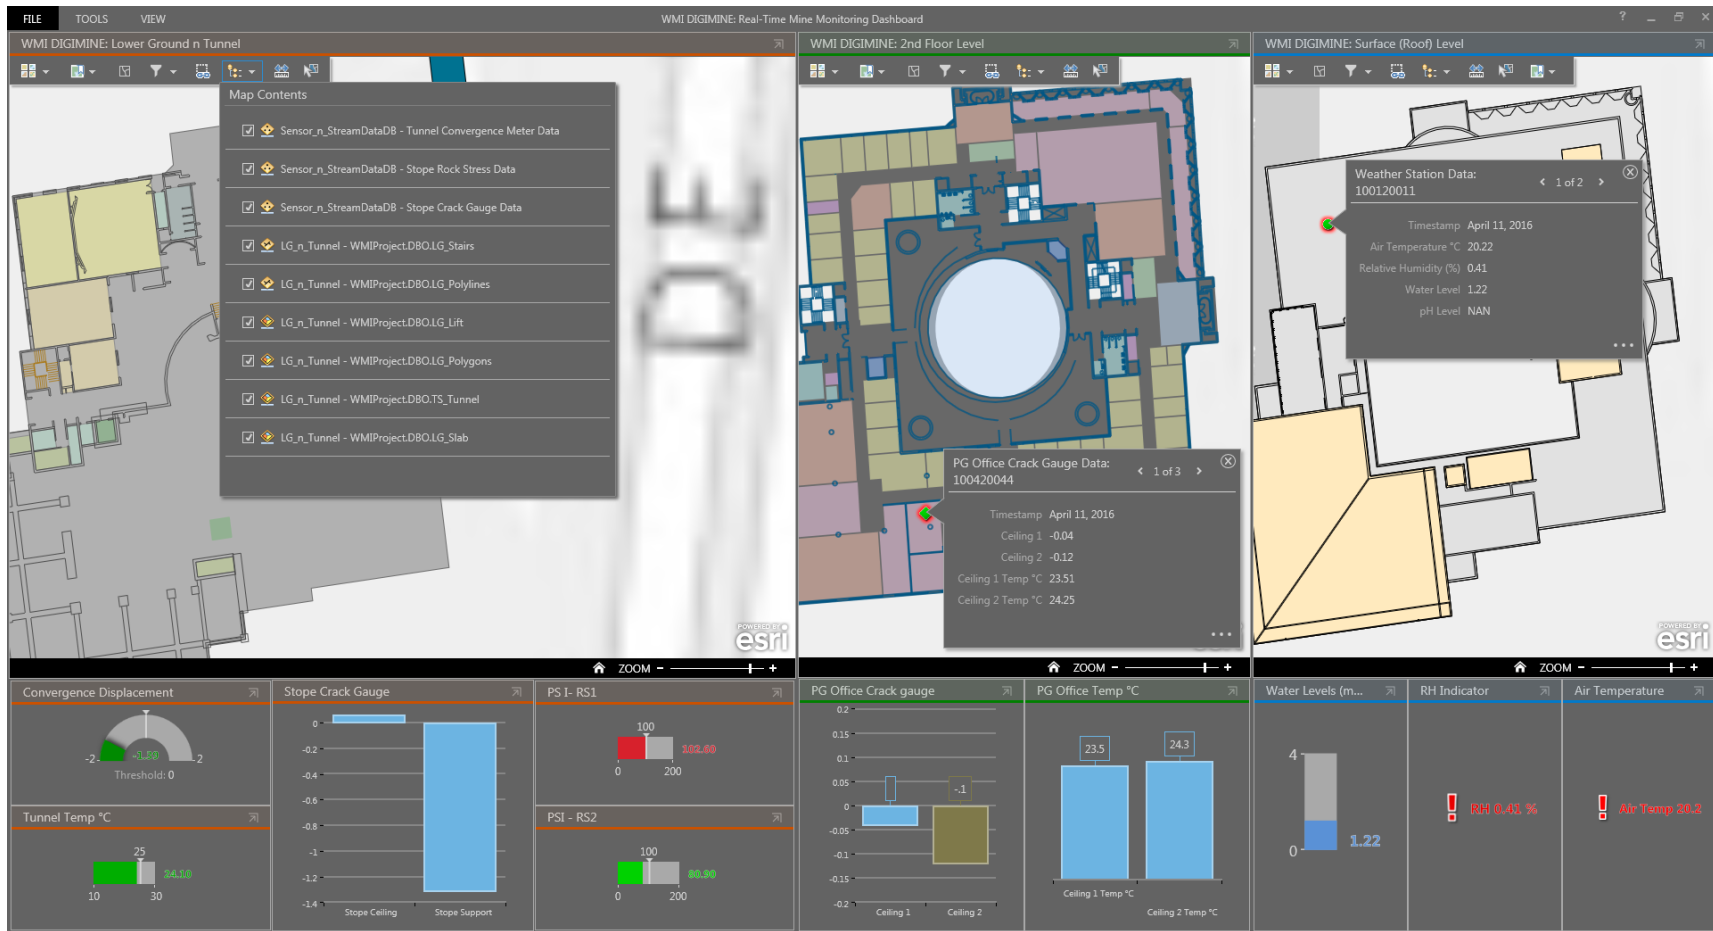 FILE TOOLS VIEW WMI DIGIMINE: Real-Time Mine Monitoring Dashboard ?
WMI DIGIMINE: Lower Ground n Tunnel
Map Contents
Sensor_n_StreamDataDB - Tunnel Convergence Meter Data
Sensor_n_StreamDataDB - Stope Rock Stress Data
Sensor_n_StreamDataDB - Stope Crack Gauge Data
LG_n_Tunnel - WMIProject.DBO.LG_Stairs
LG_n_Tunnel - WMIProject.DBO.LG_Polylines
LG_n_Tunnel - WMIProject.DBO.LG_Lift
LG_n_Tunnel - WMIProject.DBO.LG_Polygons
LG_n_Tunnel - WMIProject.DBO.TS_Tunnel
LG_n_Tunnel - WMIProject.DBO.LG_Slab
DE
POWERED BY
esri
ZOOM - +
WMI DIGIMINE: 2nd Floor Level
PG Office Crack Gauge Data:
100420044
< 1 of 3 >
Timestamp April 11, 2016
Ceiling 1 -0.04
Ceiling 2 -0.12
Ceiling 1 Temp °C 23.51
Ceiling 2 Temp °C 24.25
...
esri
ZOOM - +
WMI DIGIMINE: Surface (Roof) Level
Weather Station Data:
100120011
< 1 of 2 >
Timestamp April 11, 2016
Air Temperature °C 20.22
Relative Humidity (%) 0.41
Water Level 1.22
pH Level NAN
...
POWERED BY
esri
ZOOM - +
Convergence Displacement
-2 -1.39 2
Threshold: 0
Tunnel Temp °C
25
24.10
10 30
Stope Crack Gauge
0
-0.2
-0.4
-0.6
-0.8
-1
-1.2
-1.4
Stope Ceiling Stope Support
PS I- RS1
100
102.60
0 200
PSI - RS2
100
80.90
0 200
PG Office Crack gauge
0.2
0.15
0.1
0.05
0
-0.05
-0.1
-0.15
-0.2
-.1
Ceiling 1 Ceiling 2
PG Office Temp °C
23.5 24.3
Ceiling 1 Temp °C
Ceiling 2 Temp °C
Water Levels (m...
4
0
1.22
RH Indicator
RH 0.41 %
Air Temperature
Air Temp 20.2